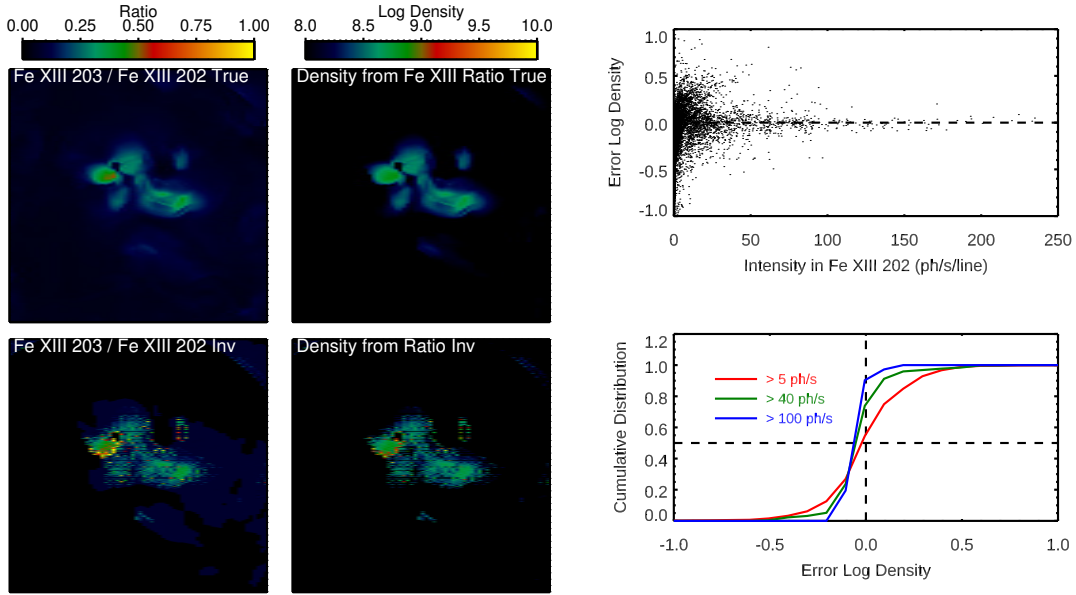 Ratio
0.00 0.25 0.50 0.75 1.00
Fe XIII 203 / Fe XIII 202 True
Log Density
8.0 8.5 9.0 9.5 10.0
Density from Fe XIII Ratio True
Fe XIII 203 / Fe XIII 202 Inv
Density from Ratio Inv
Error Log Density
1.0
0.5
0.0
-0.5
-1.0
0 50 100 150 200 250
Intensity in Fe XIII 202 (ph/s/line)
Cumulative Distribution
1.2
1.0
0.8
0.6
0.4
0.2
0.0
> 5 ph/s
> 40 ph/s
> 100 ph/s
-1.0 -0.5 0.0 0.5 1.0
Error Log Density